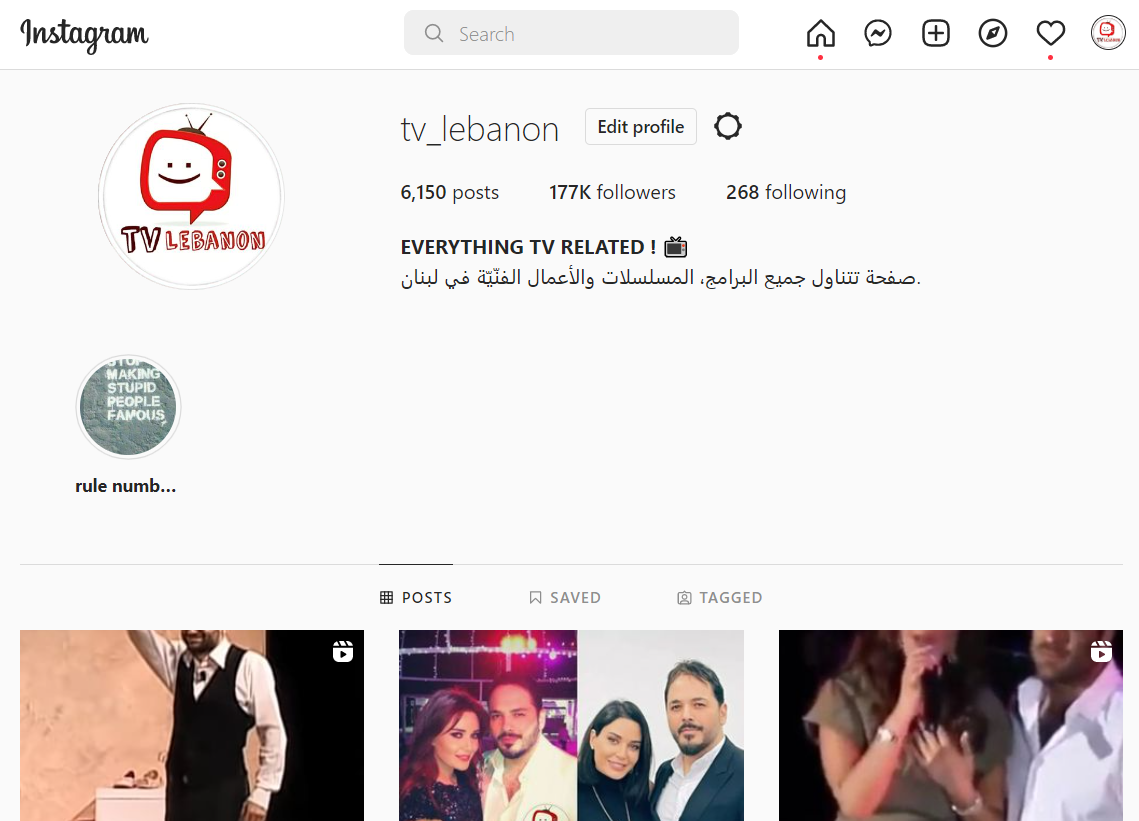 Instagram
Search
tv_lebanon
Edit profile
6,150 posts 177K followers 268 following
EVERYTHING TV RELATED !
صفحة تتناول جميع البرامج، المسلسلات والأعمال الفنّيّة في لبنان.
TV LEBANON
STOP
MAKING
STUPID
PEOPLE
FAMOUS
rule numb...
POSTS SAVED TAGGED